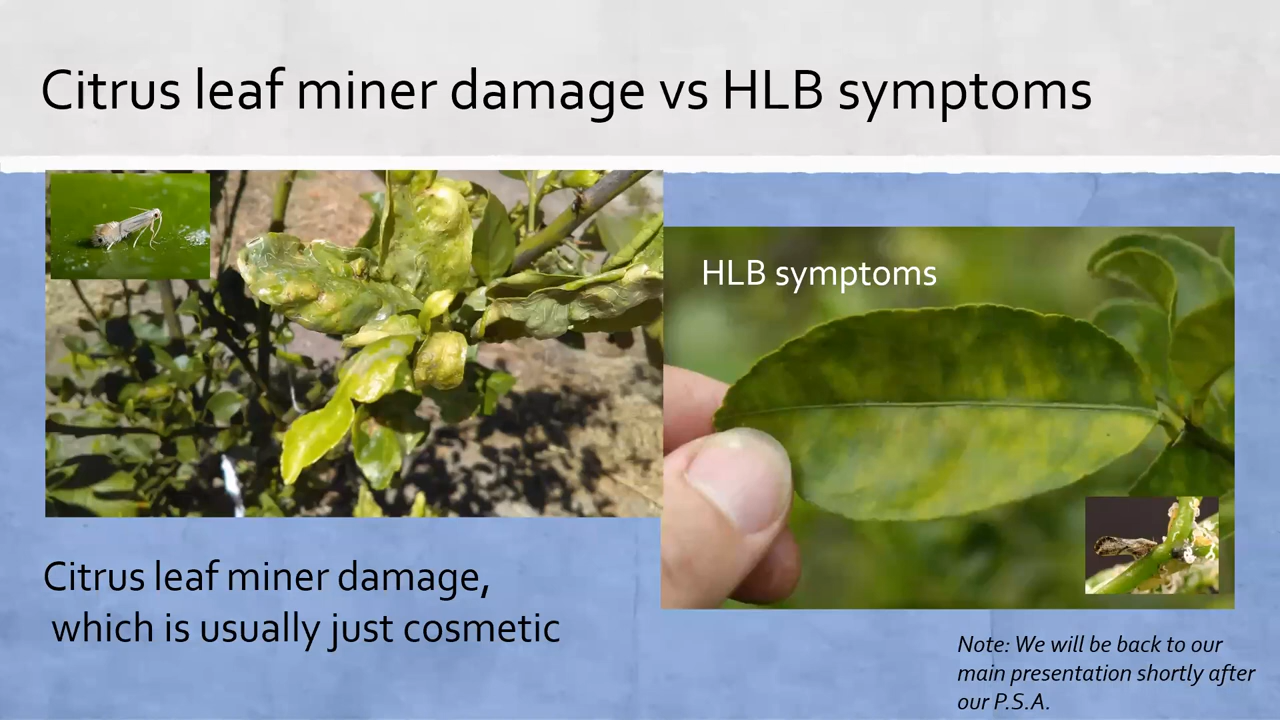 Citrus leaf miner damage vs HLB symptoms
HLB symptoms
Citrus leaf miner damage,
which is usually just cosmetic
Note: We will be back to our
main presentation shortly after
our P.S.A.